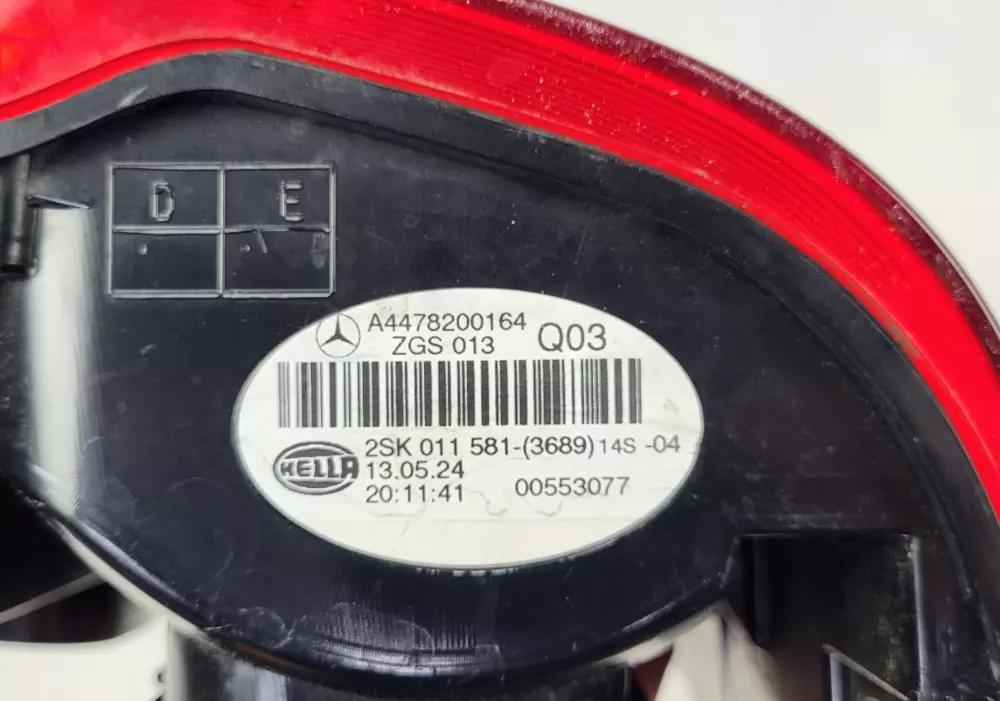 D E
A4478200164
ZGS 013 Q03
2SK 011 581-(3689) 14S -04
HELLA
13.05.24
20:11:41 00553077